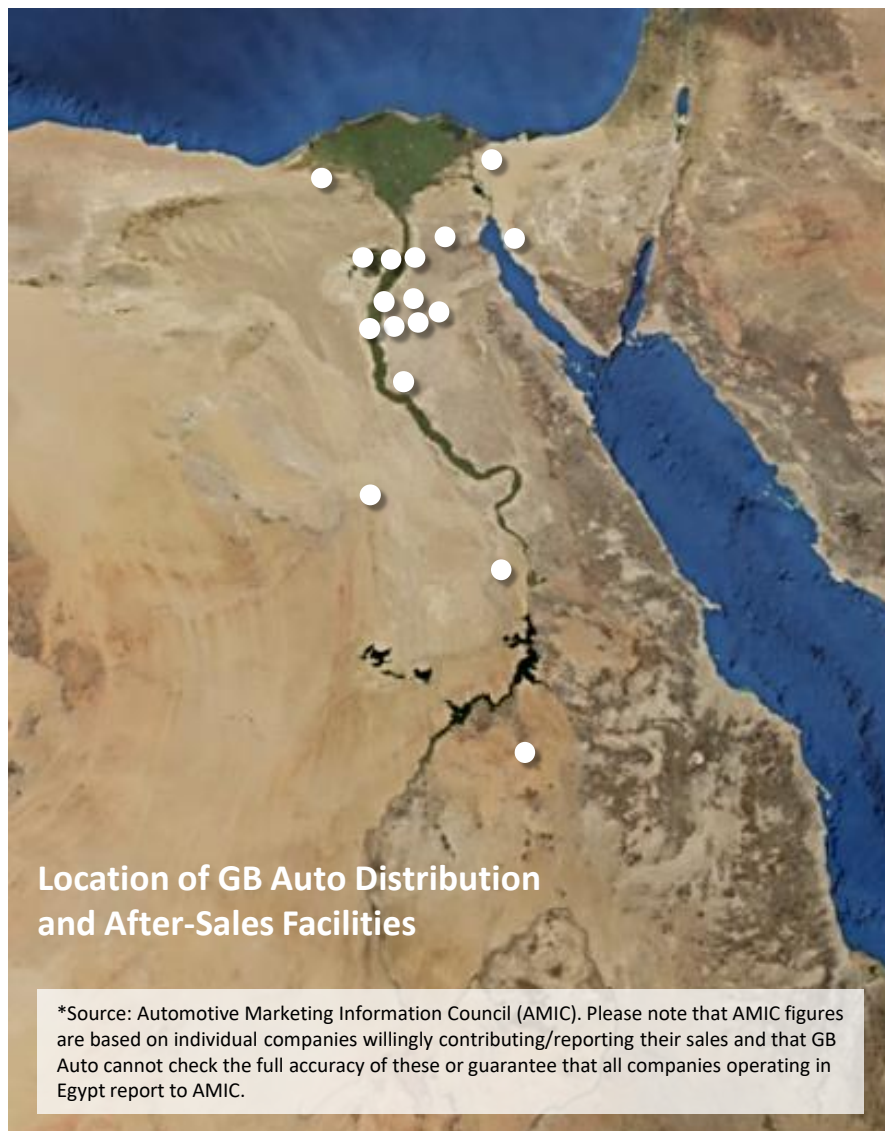 Location of GB Auto Distribution
and After-Sales Facilities
*Source: Automotive Marketing Information Council (AMIC). Please note that AMIC figures
are based on individual companies willingly contributing/reporting their sales and that GB
Auto cannot check the full accuracy of these or guarantee that all companies operating in
Egypt report to AMIC.